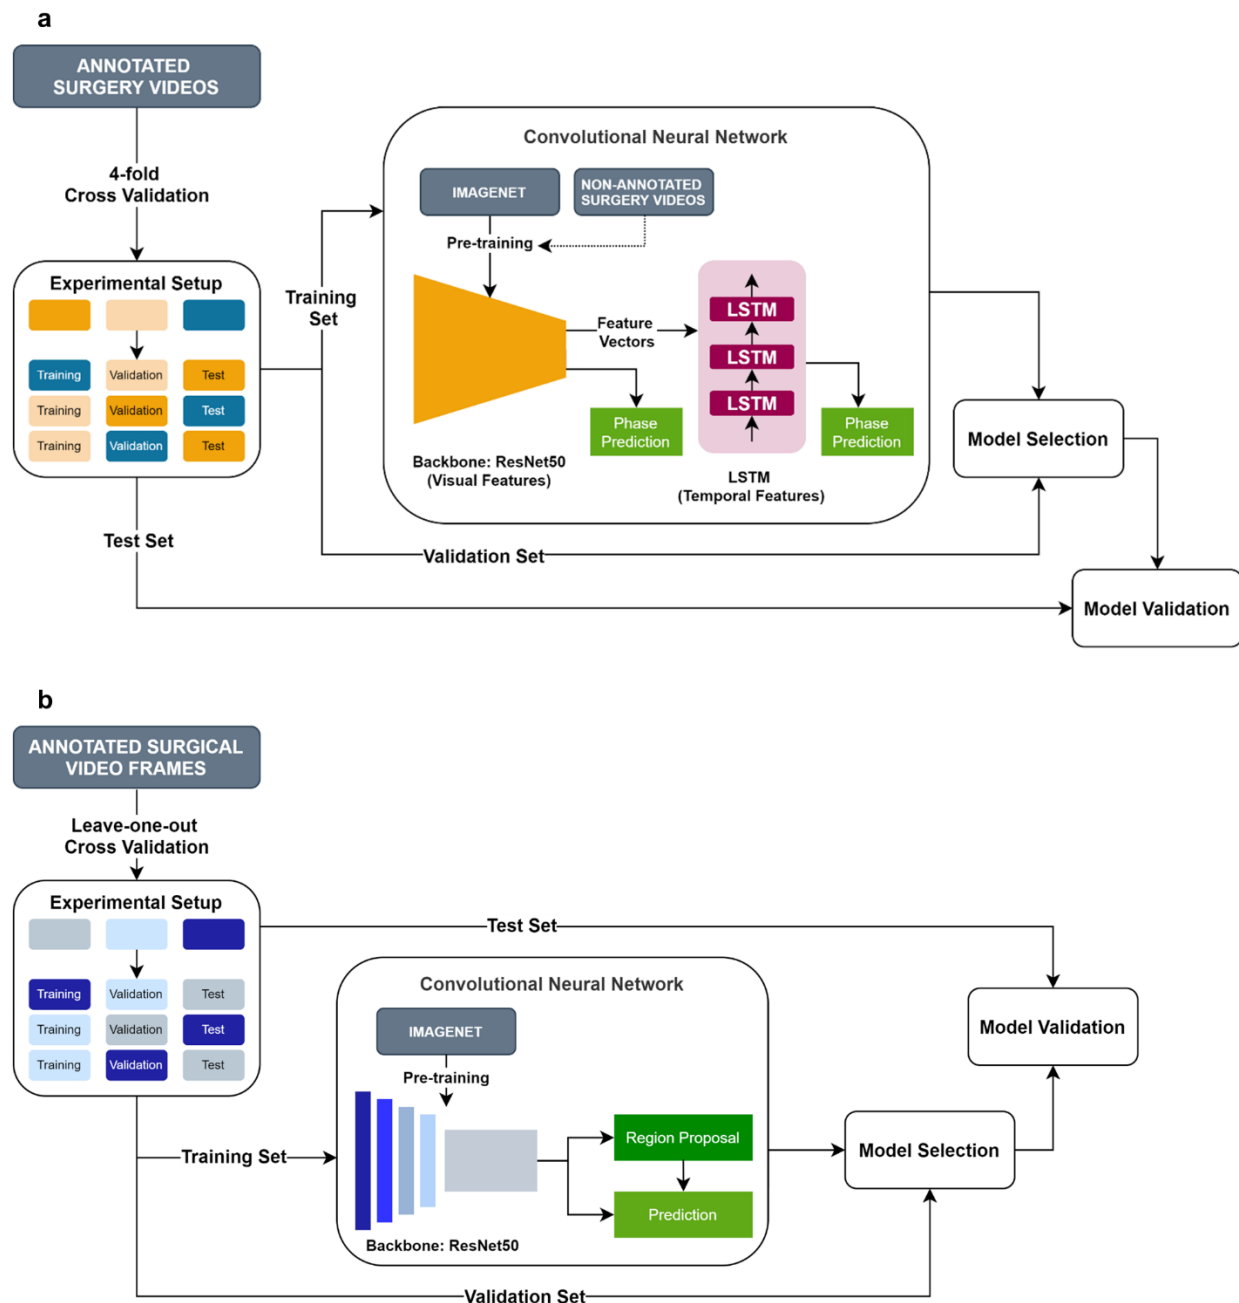 a
ANNOTATED
SURGERY VIDEOS
4-fold
Cross Validation
Experimental Setup
Training
Validation
Test
Training
Validation
Test
Training
Validation
Test
Training
Set
Test Set
Validation Set
Convolutional Neural Network
IMAGENET
NON-ANNOTATED
SURGERY VIDEOS
Pre-training
Feature
Vectors
LSTM
LSTM
LSTM
Phase
Prediction
Phase
Prediction
Backbone: ResNet50
(Visual Features)
LSTM
(Temporal Features)
Model Selection
Model Validation
b
ANNOTATED SURGICAL
VIDEO FRAMES
Leave-one-out
Cross Validation
Experimental Setup
Training
Validation
Test
Training
Validation
Test
Training
Validation
Test
Test Set
Training Set
Validation Set
Convolutional Neural Network
IMAGENET
Pre-training
Region Proposal
Prediction
Backbone: ResNet50
Model Selection
Model Validation